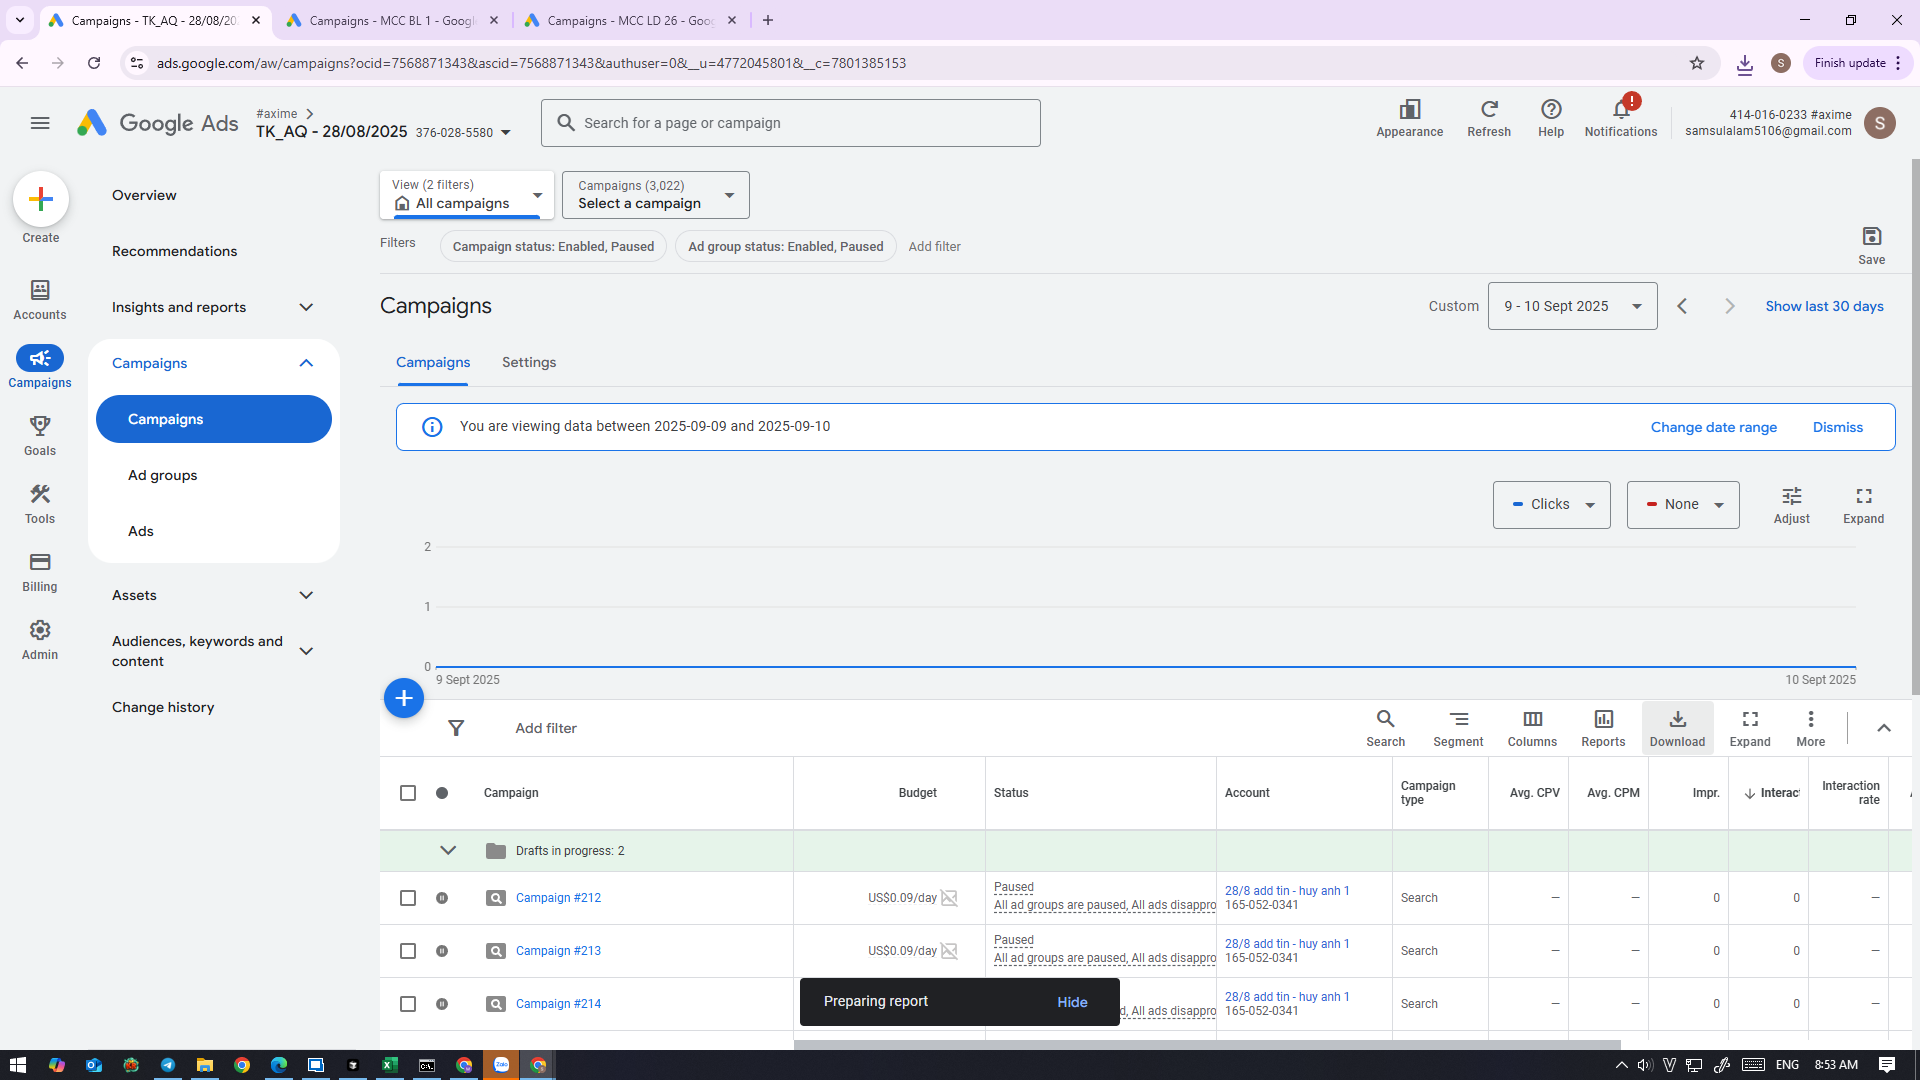 Campaigns - TK_AQ - 28/08/20
Campaigns - MCC BL 1 - Google
Campaigns - MCC LD 26 - Goo
ads.google.com/aw/campaigns?ocid=7568871343&ascid=7568871343&authuser=0&__u=4772045801&__c=7801385153
S
Finish update
Google Ads
#axime
TK_AQ - 28/08/2025 376-028-5580
Search for a page or campaign
Appearance
Refresh
Help
!
Notifications
414-016-0233 #axime
samsulalam5106@gmail.com
S
Create
Accounts
Campaigns
Goals
Tools
Billing
Admin
Overview
Recommendations
Insights and reports
Campaigns
Campaigns
Ad groups
Ads
Assets
Audiences, keywords and
content
Change history
View (2 filters)
All campaigns
Campaigns (3,022)
Select a campaign
Filters
Campaign status: Enabled, Paused
Ad group status: Enabled, Paused
Add filter
Save
Campaigns
Custom
9 - 10 Sept 2025
Show last 30 days
Campaigns
Settings
You are viewing data between 2025-09-09 and 2025-09-10
Change date range
Dismiss
Clicks
None
Adjust
Expand
2
1
0
9 Sept 2025
10 Sept 2025
Add filter
Search
Segment
Columns
Reports
Download
Expand
More
Campaign
Budget
Status
Account
Campaign
type
Avg. CPV
Avg. CPM
Impr.
Interac
Interaction
rate
Drafts in progress: 2
Campaign #212
US$0.09/day
Paused
All ad groups are paused, All ads disappro
28/8 add tin - huy anh 1
165-052-0341
Search
—
—
0
0
—
Campaign #213
US$0.09/day
Paused
All ad groups are paused, All ads disappro
28/8 add tin - huy anh 1
165-052-0341
Search
—
—
0
0
—
Campaign #214
d, All ads disappro
28/8 add tin - huy anh 1
165-052-0341
Search
—
—
0
0
—
Preparing report
Hide
Zalo
ENG
8:53 AM